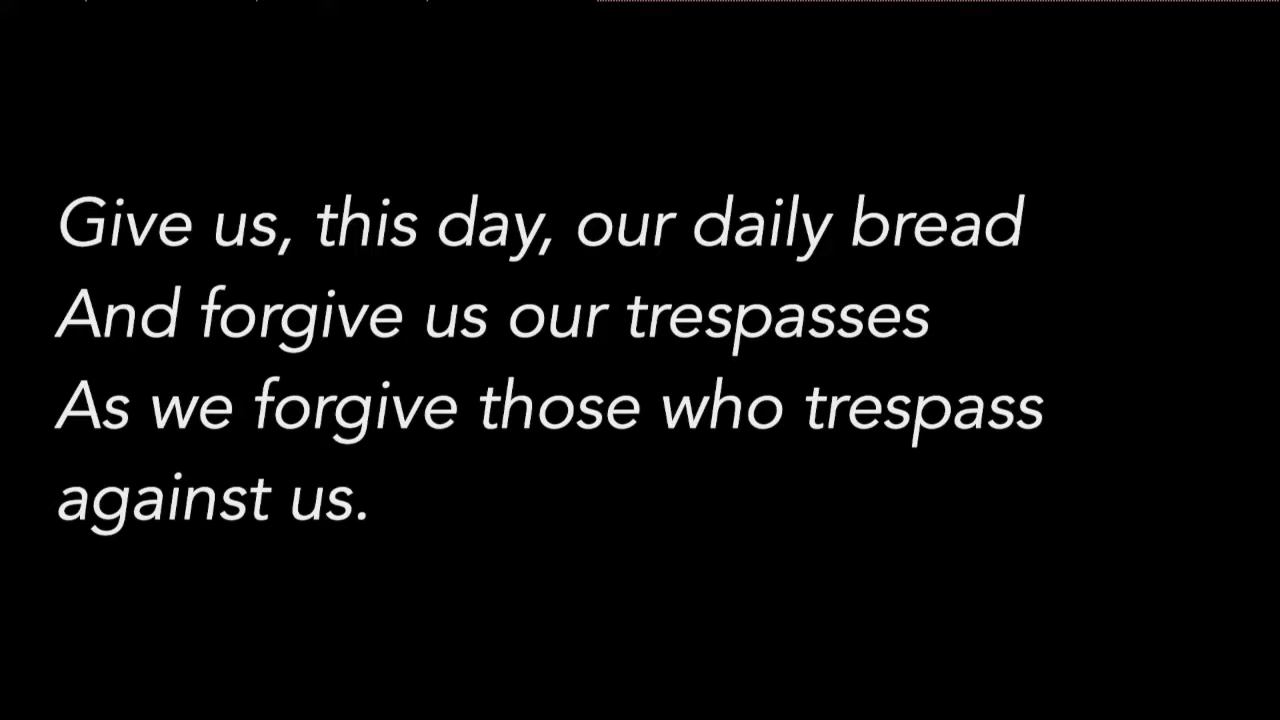 Give us, this day, our daily bread
And forgive us our trespasses
As we forgive those who trespass
against us.